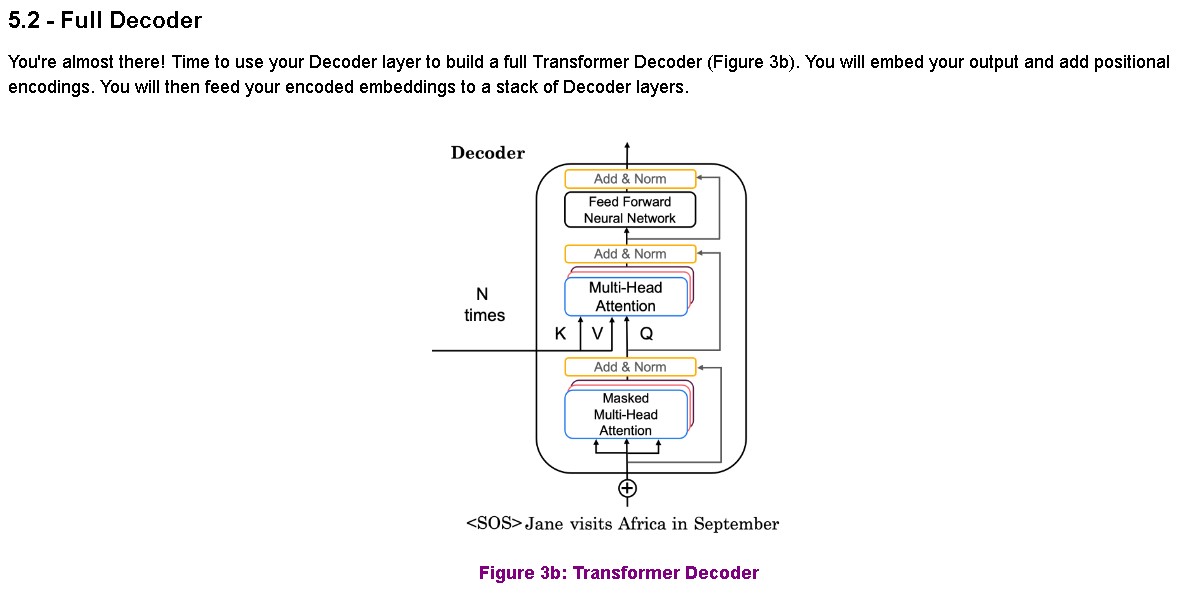 5.2 - Full Decoder
You're almost there! Time to use your Decoder layer to build a full Transformer Decoder (Figure 3b). You will embed your output and add positional
encodings. You will then feed your encoded embeddings to a stack of Decoder layers.
Decoder
Add & Norm
Feed Forward
Neural Network
Add & Norm
Multi-Head
Attention
N
times
K V Q
Add & Norm
Masked
Multi-Head
Attention
<SOS> Jane visits Africa in September
Figure 3b: Transformer Decoder